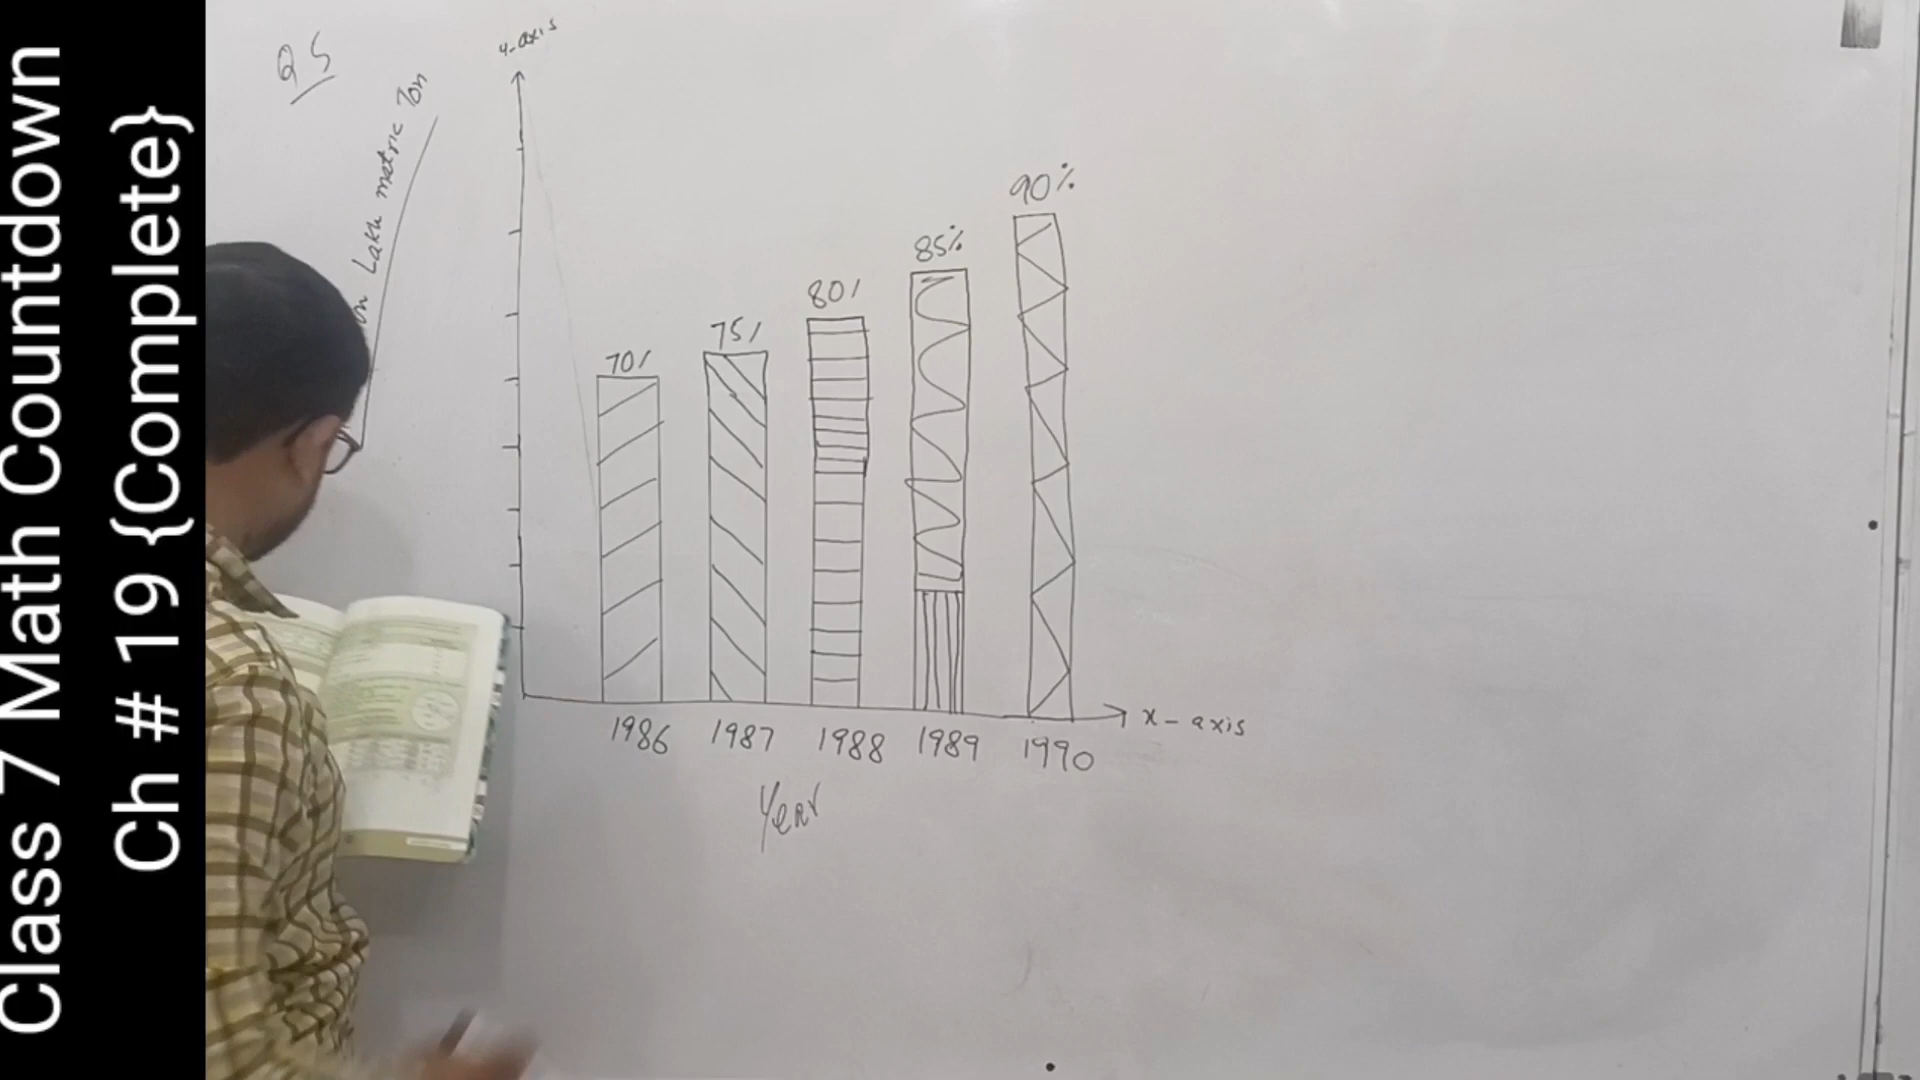 Class 7 Math Countdown
Ch # 19 {Complete}
Q5
y-axis
in Lakh metric Ton
70/
75/
80/
85%
90%
1986 1987 1988 1989 1990
x-axis
Year